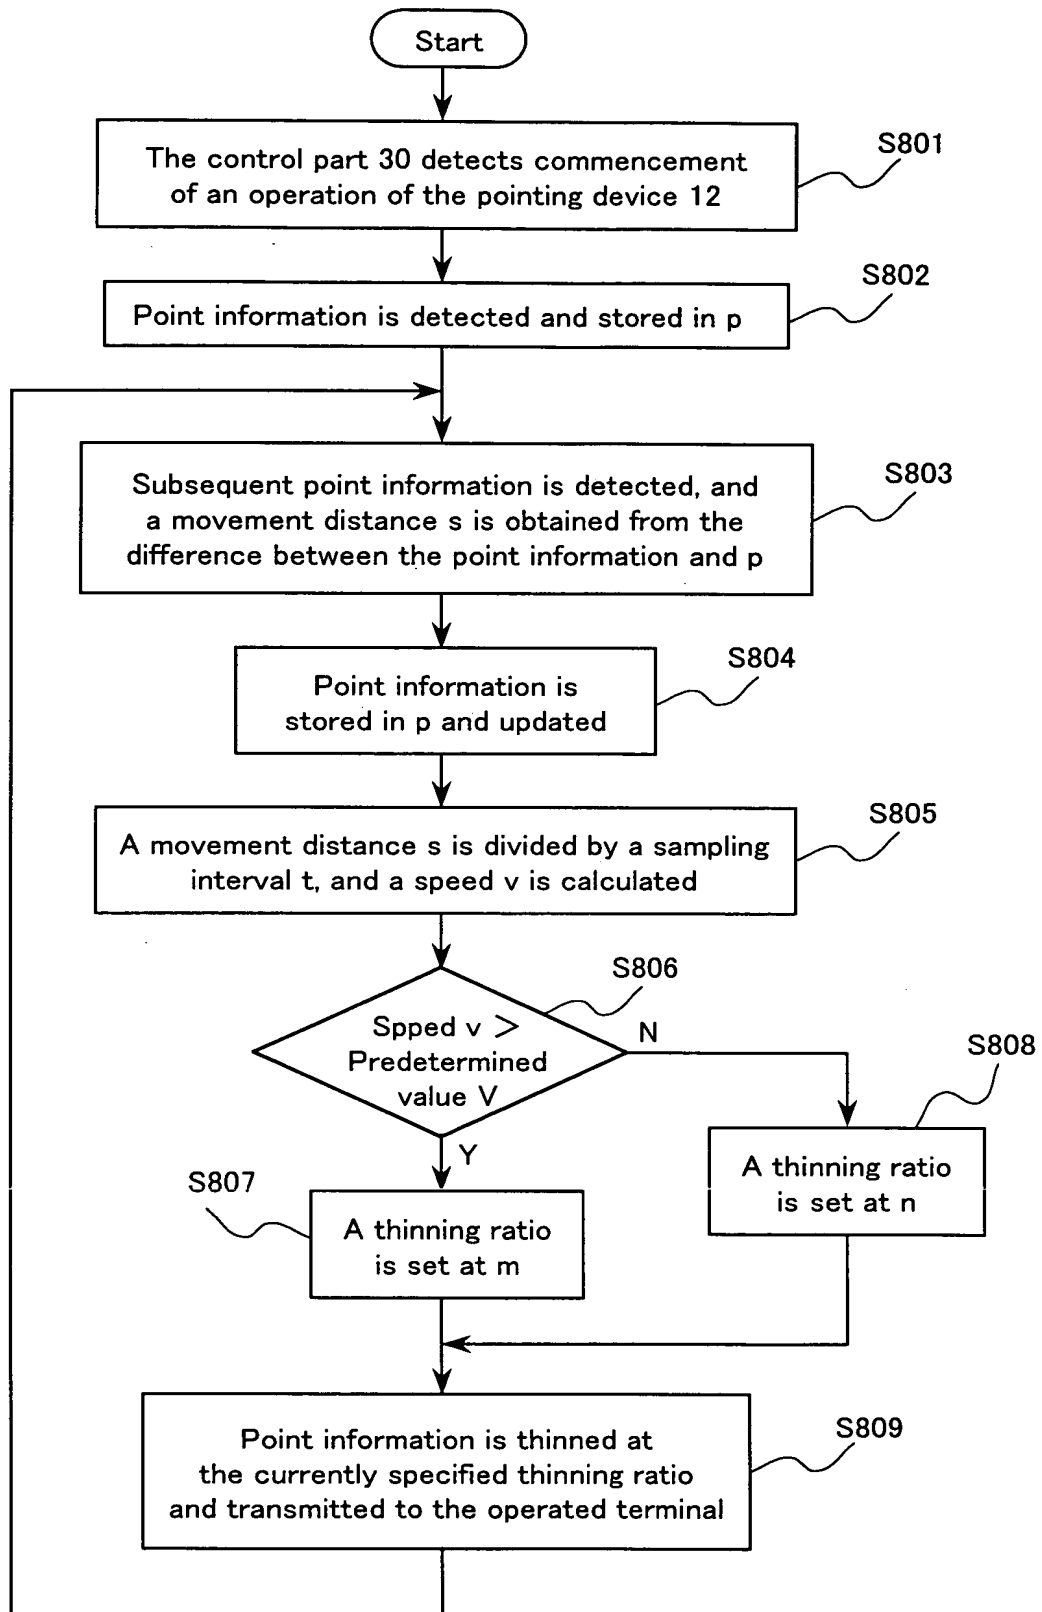 Start
The control part 30 detects commencement
of an operation of the pointing device 12
S801
Point information is detected and stored in p
S802
Subsequent point information is detected, and
a movement distance s is obtained from the
difference between the point information and p
S803
Point information is
stored in p and updated
S804
A movement distance s is divided by a sampling
interval t, and a speed v is calculated
S805
Spped v >
Predetermined
value V
S806
N
Y
S808
A thinning ratio
is set at n
S807
A thinning ratio
is set at m
Point information is thinned at
the currently specified thinning ratio
and transmitted to the operated terminal
S809